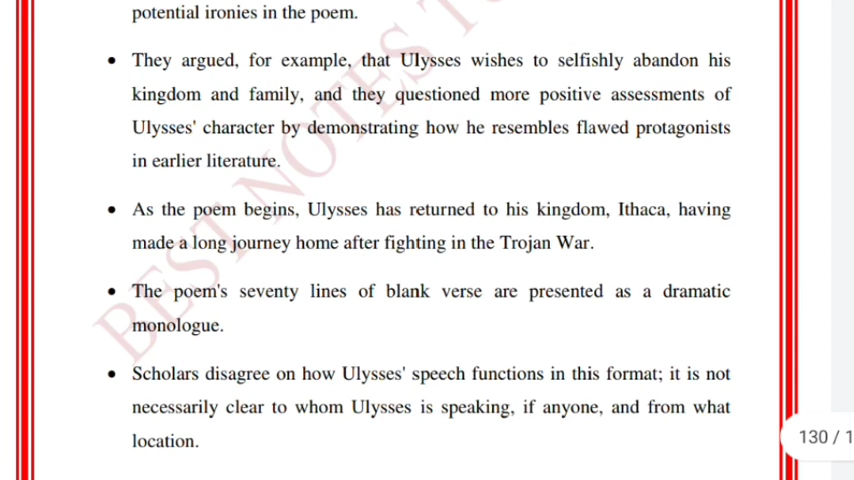 potential ironies in the poem.
• They argued, for example, that Ulysses wishes to selfishly abandon his
kingdom and family, and they questioned more positive assessments of
Ulysses' character by demonstrating how he resembles flawed protagonists
in earlier literature.
• As the poem begins, Ulysses has returned to his kingdom, Ithaca, having
made a long journey home after fighting in the Trojan War.
• The poem's seventy lines of blank verse are presented as a dramatic
monologue.
• Scholars disagree on how Ulysses' speech functions in this format; it is not
necessarily clear to whom Ulysses is speaking, if anyone, and from what
location.
130 / 1
BEST NOTES T